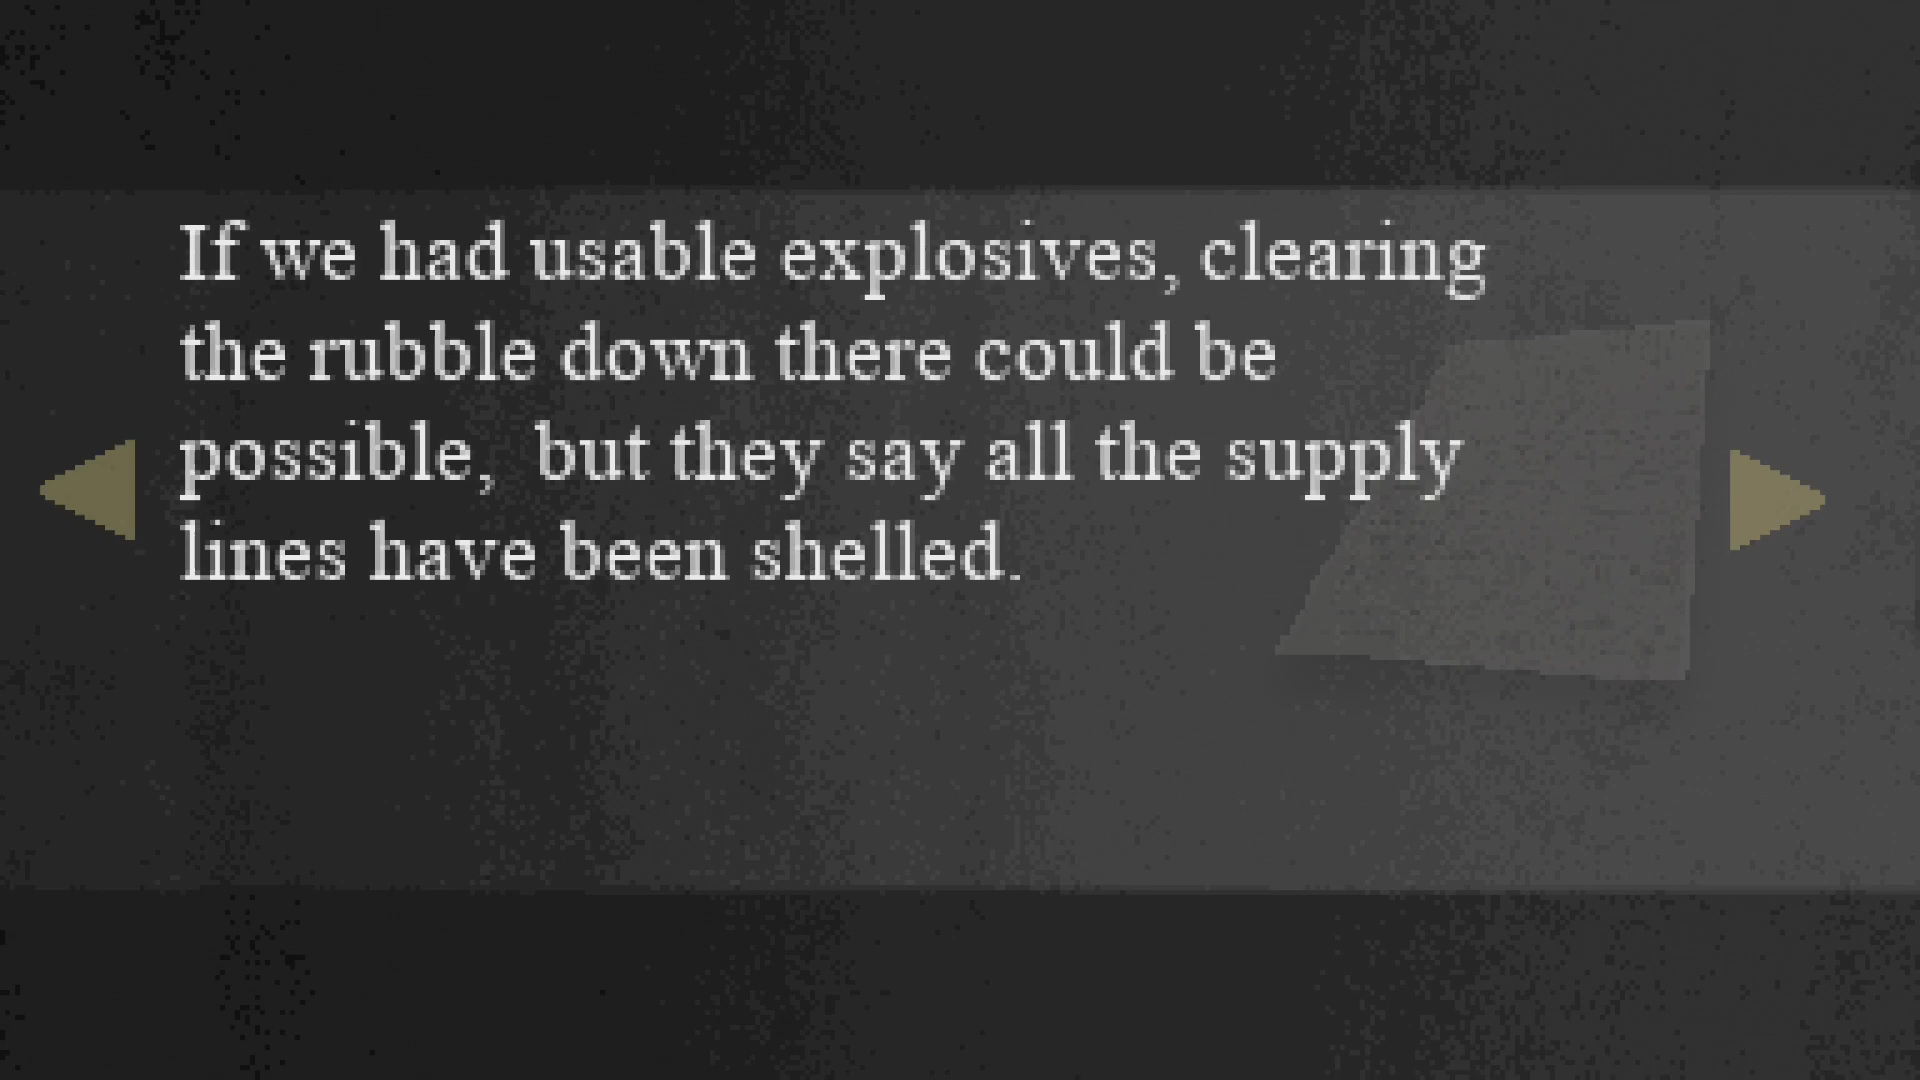 If we had usable explosives, clearing
the rubble down there could be
possible,  but they say all the supply
lines have been shelled.